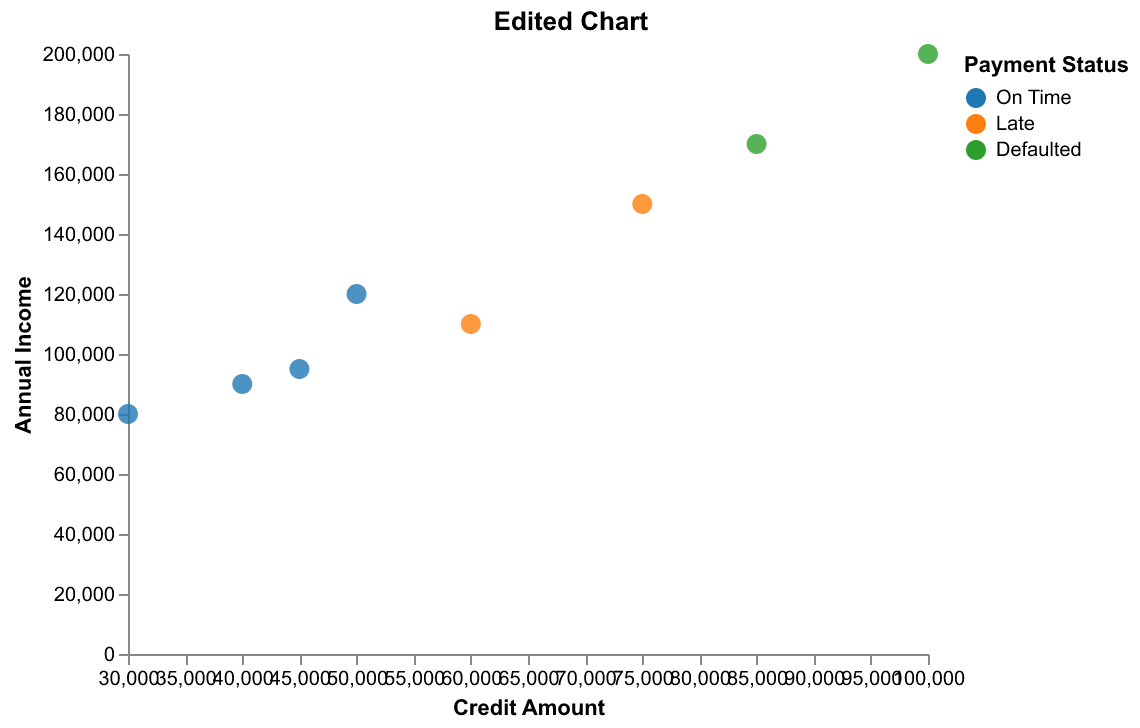 Edited Chart
200,000
180,000
160,000
140,000
120,000
100,000
80,000
60,000
40,000
20,000
0
Annual Income
30,000 35,000 40,000 45,000 50,000 55,000 60,000 65,000 70,000 75,000 80,000 85,000 90,000 95,000 100,000
Credit Amount
Payment Status
On Time
Late
Defaulted